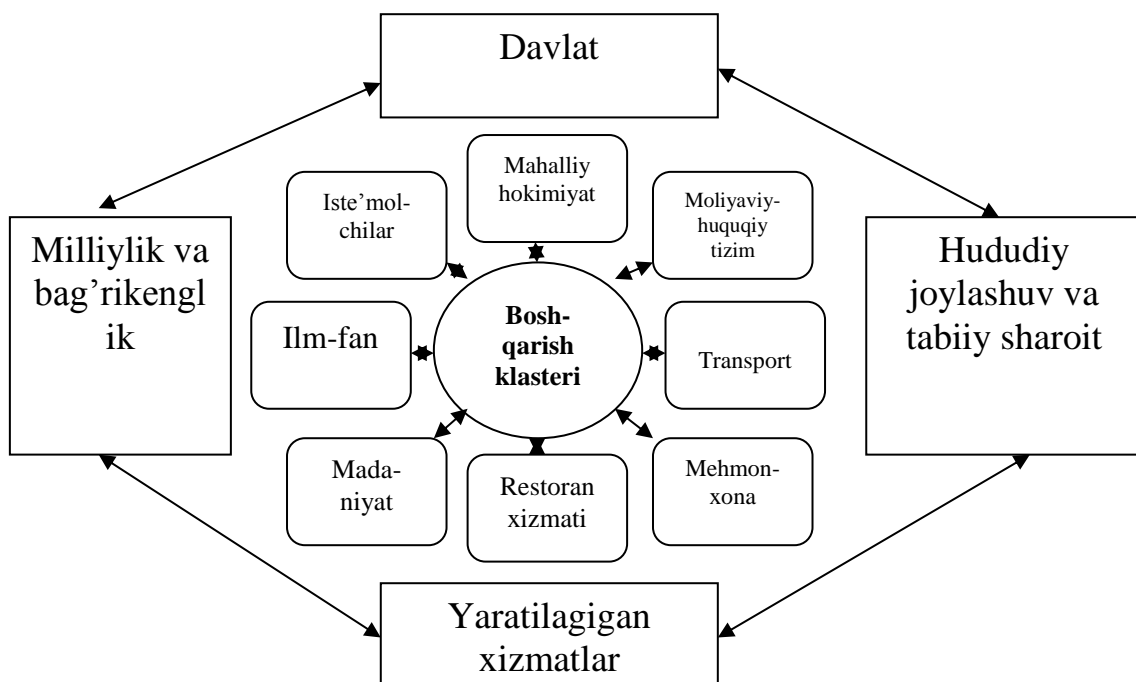 Davlat
Mahalliy
hokimiyat
Iste’mol-
chilar
Moliyaviy-
huquqiy
tizim
Milliylik va
bag’rikengl
ik
Hududiy
joylashuv va
tabiiy sharoit
Ilm-fan
Bosh-
qarish
klasteri
Transport
Mada-
niyat
Restoran
xizmati
Mehmon-
xona
Yaratilagigan
xizmatlar